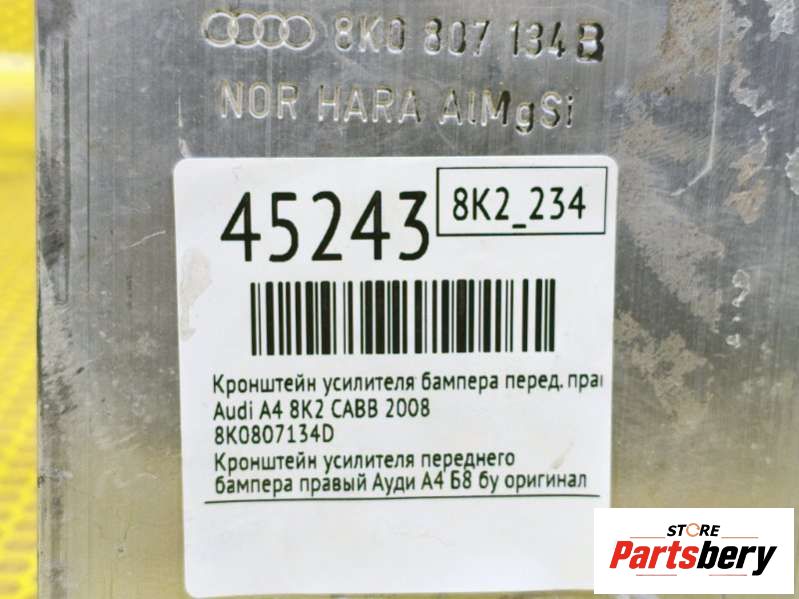 8K0 807 134 B
NOR HARA AlMgSi
45243
8K2_234
Кронштейн усилителя бампера перед. пра
Audi A4 8K2 CABB 2008
8K0807134D
Кронштейн усилителя переднего
бампера правый Ауди А4 Б8 бу оригинал
STORE
Partsbery